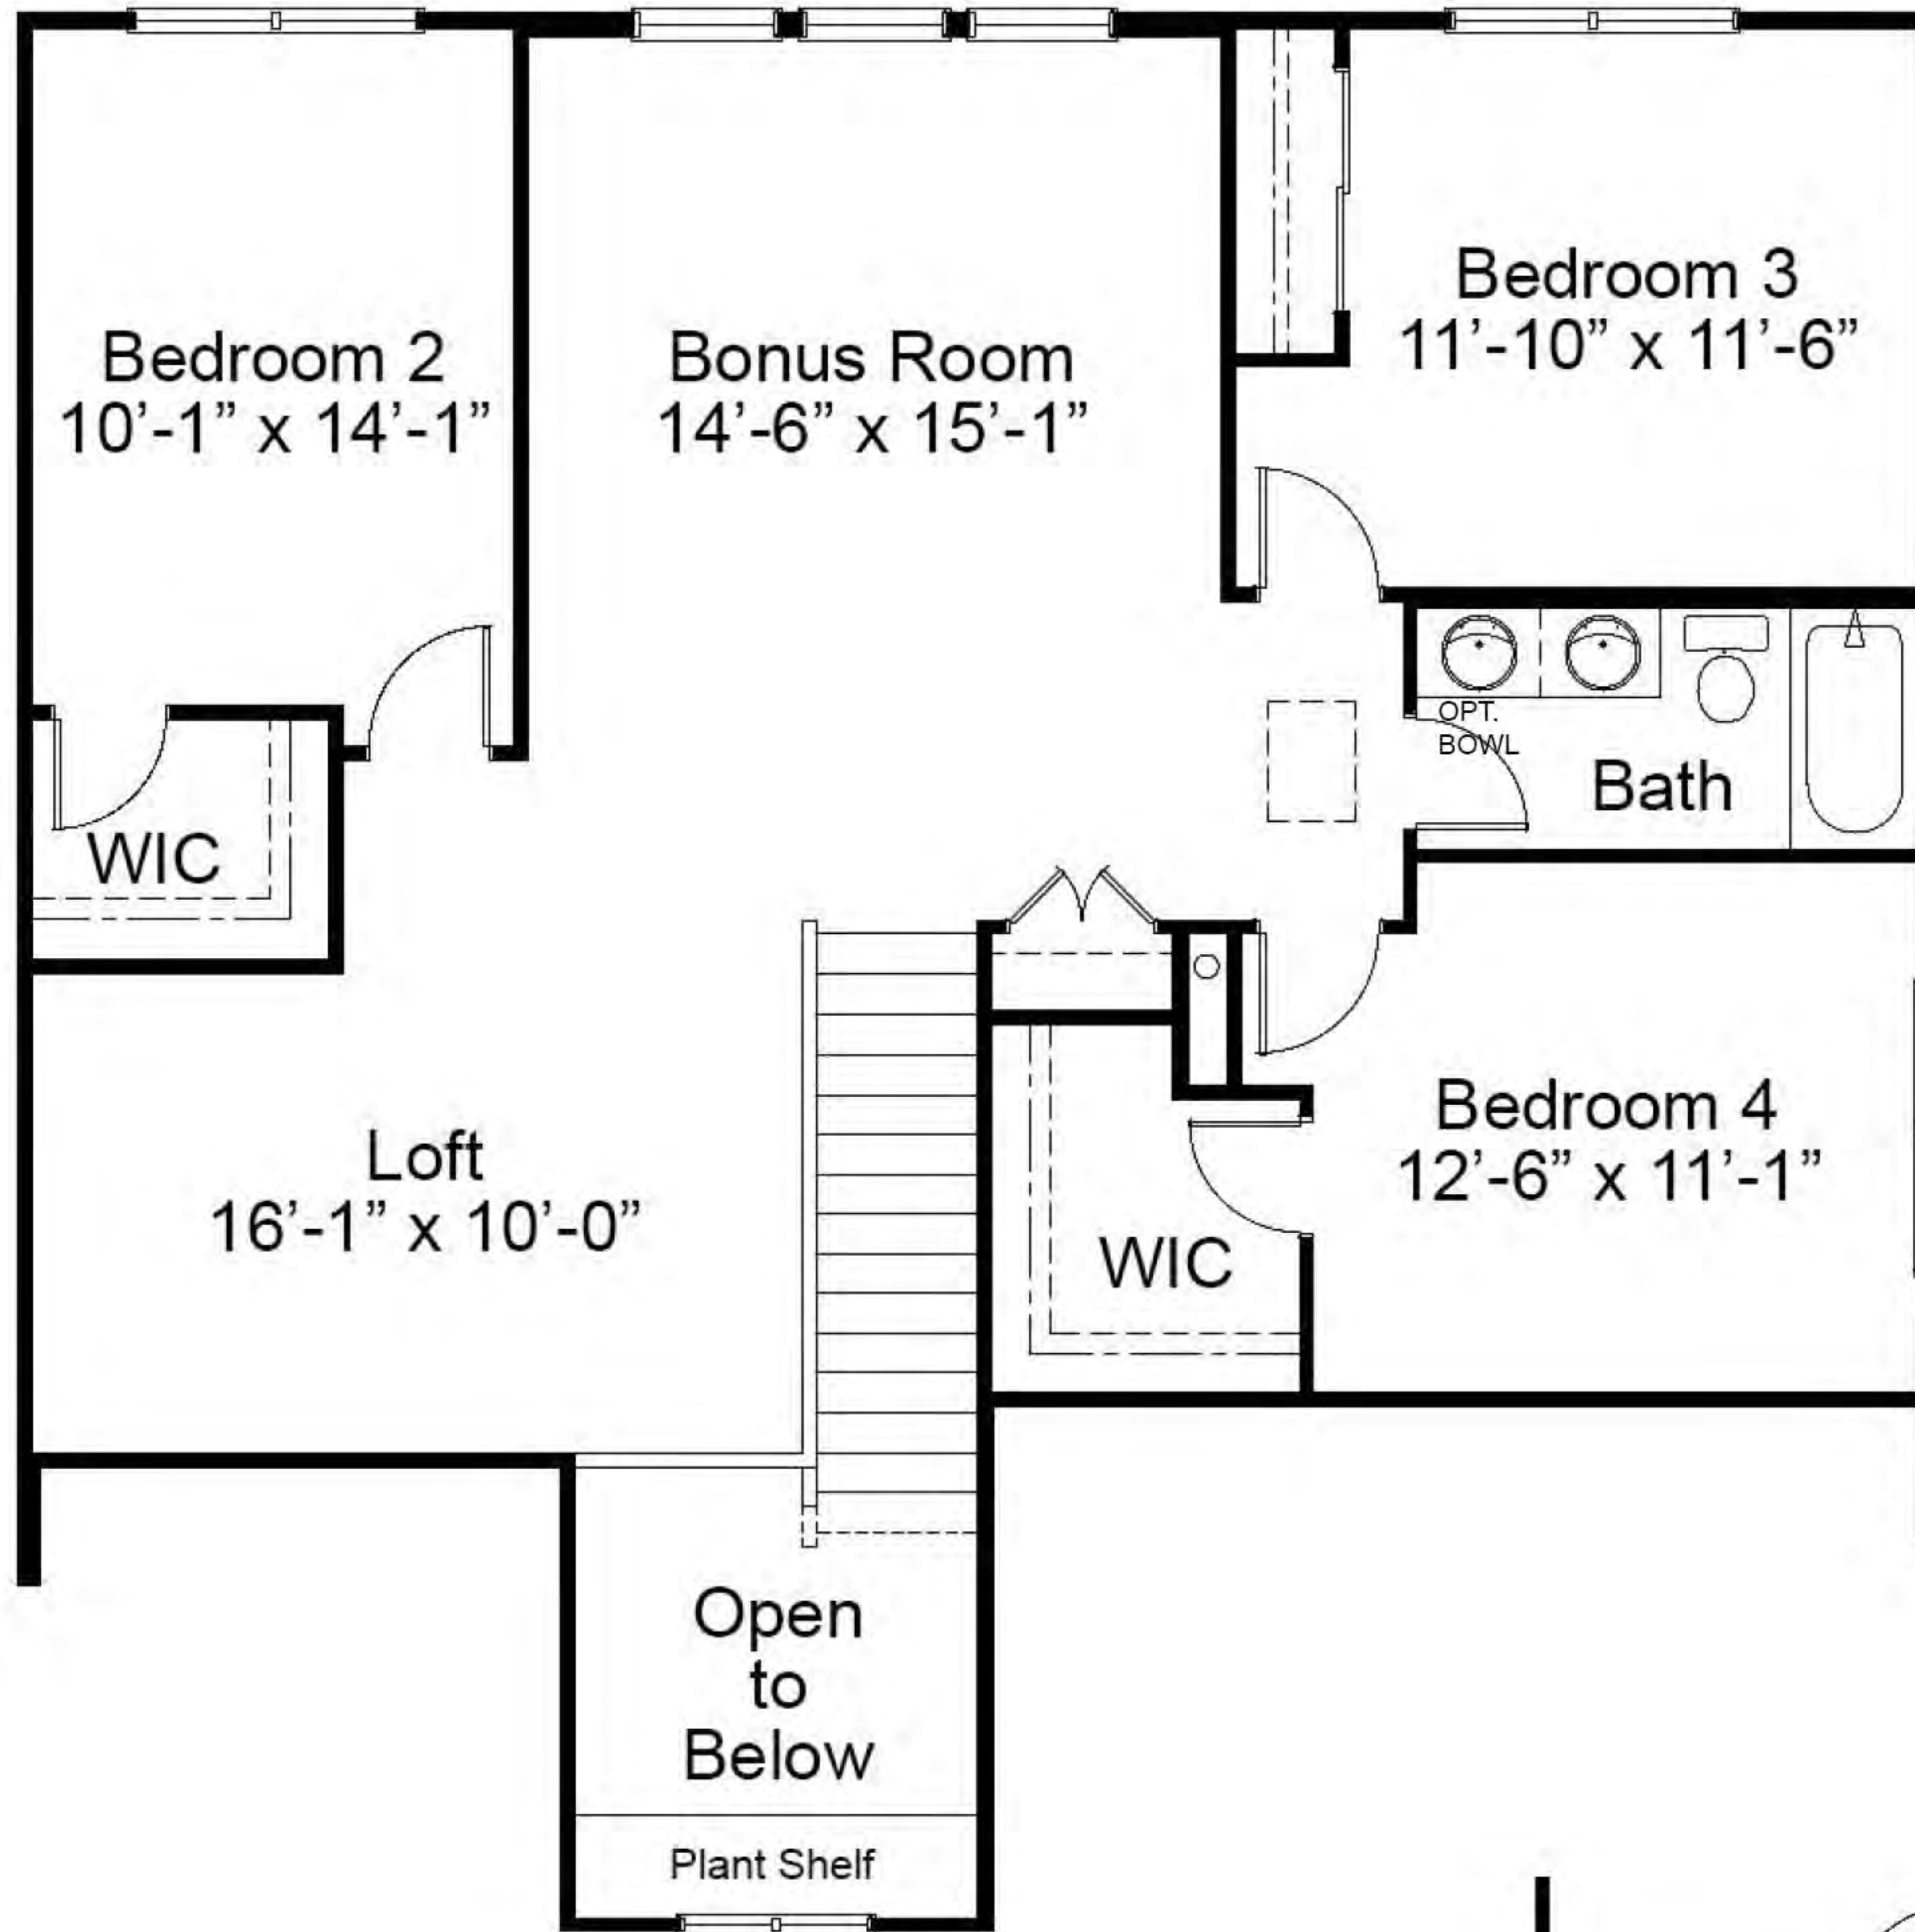 Bedroom 2
10’-1” x 14’-1”
Bonus Room
14’-6” x 15’-1”
Bedroom 3
11’-10” x 11’-6”
OPT.
BOWL
Bath
WIC
Loft
16’-1” x 10’-0”
WIC
Bedroom 4
12’-6” x 11’-1”
Open
to
Below
Plant Shelf